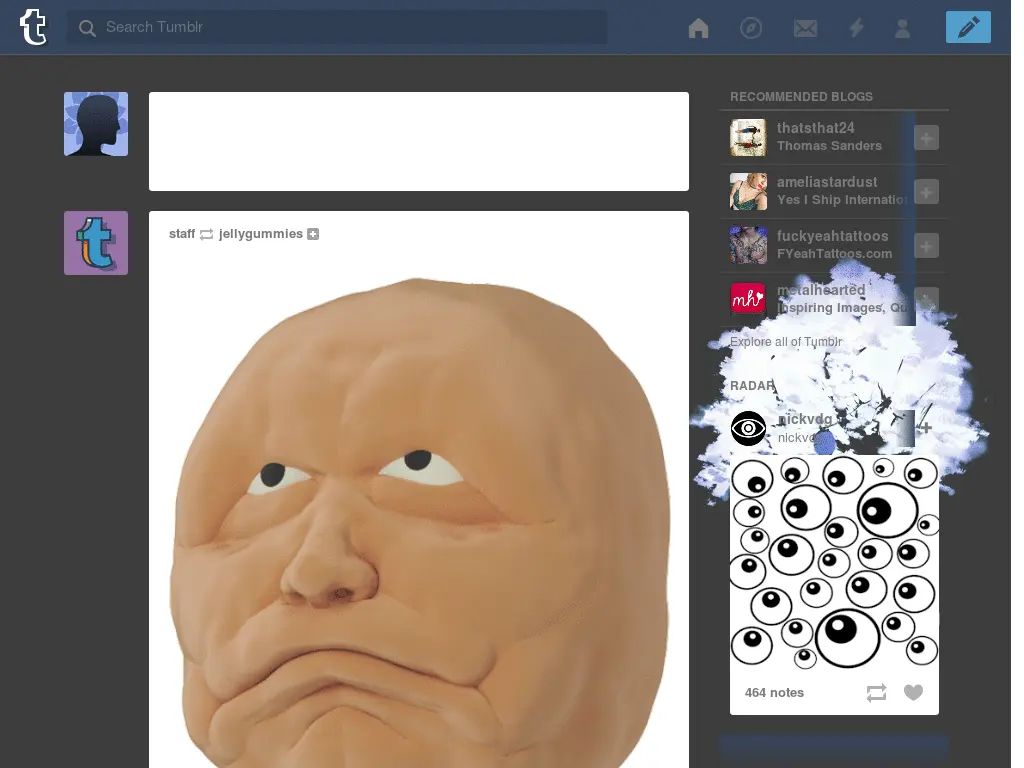 Search Tumblr
RECOMMENDED BLOGS
thatsthat24
Thomas Sanders
ameliastardust
Yes I Ship Internatio
fuckyeahtattoos
FYeahTattoos.com
staff jellygummies
metalhearted
Inspiring Images, Qu
mh
Explore all of Tumblr
RADAR
nickvdg
464 notes